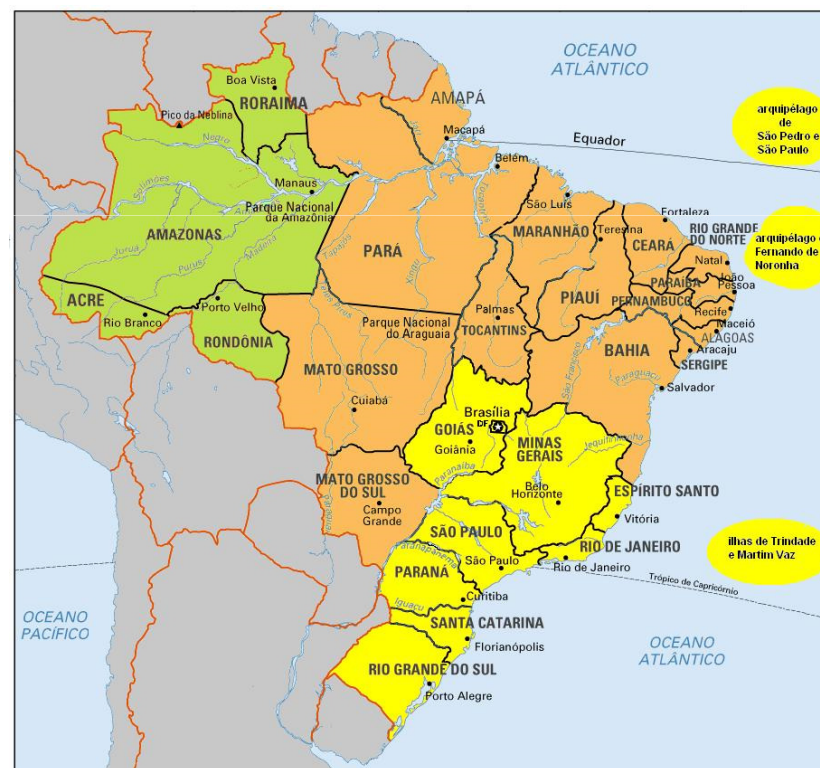 OCEANO
ATLÂNTICO
arquipélago
de
São Pedro e
São Paulo
Boa Vista
RORAIMA
AMAPÁ
Pico da Neblina
Macapá
Equador
Negro
Jari
Belém
Solimões
Manaus
Parque Nacional
da Amazônia
São Luís
Fortaleza
Tocantins
AMAZONAS
Juruá
Purus
Madeira
Tapajós
Xingu
PARÁ
MARANHÃO
Teresina
CEARÁ
RIO GRANDE
DO NORTE
Natal
arquipélago
Fernando de
Noronha
ACRE
Rio Branco
Porto Velho
RONDÔNIA
Teles Pires
Parque Nacional
do Araguaia
Palmas
TOCANTINS
PIAUÍ
PARAÍBA
João
Pessoa
PERNAMBUCO
Recife
Maceió
ALAGOAS
Aracaju
SERGIPE
MATO GROSSO
Cuiabá
BAHIA
São Francisco
Paraguaçu
Salvador
Brasília
DF
GOIÁS
Goiânia
MINAS
GERAIS
Jequitinhonha
Paranaíba
Belo
Horizonte
ESPÍRITO SANTO
Vitória
MATO GROSSO
DO SUL
Campo
Grande
SÃO PAULO
São Paulo
RIO DE JANEIRO
Rio de Janeiro
ilhas de Trindade
e Martim Vaz
Trópico de Capricórnio
Paranapanema
PARANÁ
Curitiba
Iguaçu
SANTA CATARINA
Florianópolis
RIO GRANDE DO SUL
Porto Alegre
OCEANO
PACÍFICO
OCEANO
ATLÂNTICO